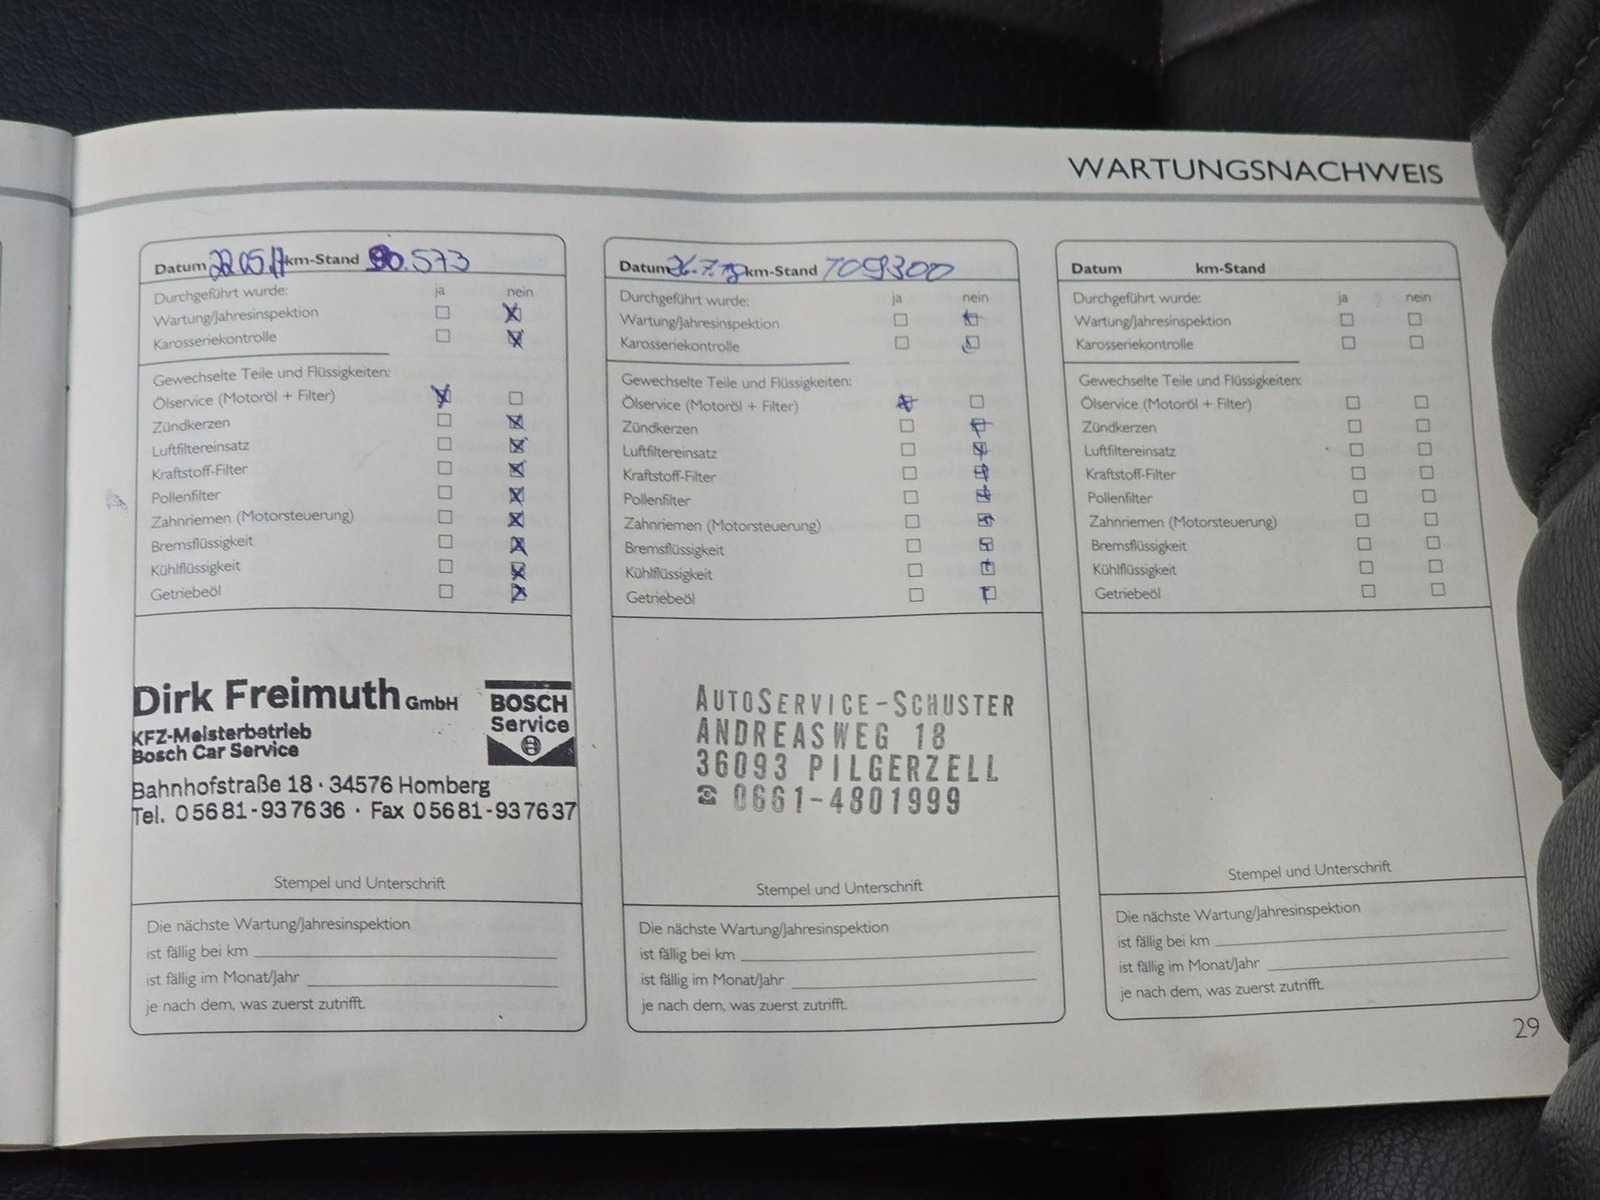 WARTUNGSNACHWEIS
Datum 22.05.17 km-Stand 90.573
Durchgeführt wurde: ja nein
Wartung/Jahresinspektion
Karosseriekontrolle
Gewechselte Teile und Flüssigkeiten:
Ölservice (Motoröl + Filter)
Zündkerzen
Luftfiltereinsatz
Kraftstoff-Filter
Pollenfilter
Zahnriemen (Motorsteuerung)
Bremsflüssigkeit
Kühlflüssigkeit
Getriebeöl
Dirk Freimuth GmbH
KFZ-Meisterbetrieb
Bosch Car Service
BOSCH
Service
Bahnhofstraße 18 · 34576 Homberg
Tel. 05681-937636 · Fax 05681-937637
Stempel und Unterschrift
Die nächste Wartung/Jahresinspektion
ist fällig bei km
ist fällig im Monat/Jahr
je nach dem, was zuerst zutrifft.
Datum 26.7.19 km-Stand 109300
Durchgeführt wurde: ja nein
Wartung/Jahresinspektion
Karosseriekontrolle
Gewechselte Teile und Flüssigkeiten:
Ölservice (Motoröl + Filter)
Zündkerzen
Luftfiltereinsatz
Kraftstoff-Filter
Pollenfilter
Zahnriemen (Motorsteuerung)
Bremsflüssigkeit
Kühlflüssigkeit
Getriebeöl
AUTOSERVICE-SCHUSTER
ANDREASWEG 18
36093 PILGERZELL
☎ 0661-4801999
Stempel und Unterschrift
Die nächste Wartung/Jahresinspektion
ist fällig bei km
ist fällig im Monat/Jahr
je nach dem, was zuerst zutrifft.
Datum km-Stand
Durchgeführt wurde: ja nein
Wartung/Jahresinspektion
Karosseriekontrolle
Gewechselte Teile und Flüssigkeiten:
Ölservice (Motoröl + Filter)
Zündkerzen
Luftfiltereinsatz
Kraftstoff-Filter
Pollenfilter
Zahnriemen (Motorsteuerung)
Bremsflüssigkeit
Kühlflüssigkeit
Getriebeöl
Stempel und Unterschrift
Die nächste Wartung/Jahresinspektion
ist fällig bei km
ist fällig im Monat/Jahr
je nach dem, was zuerst zutrifft.
29